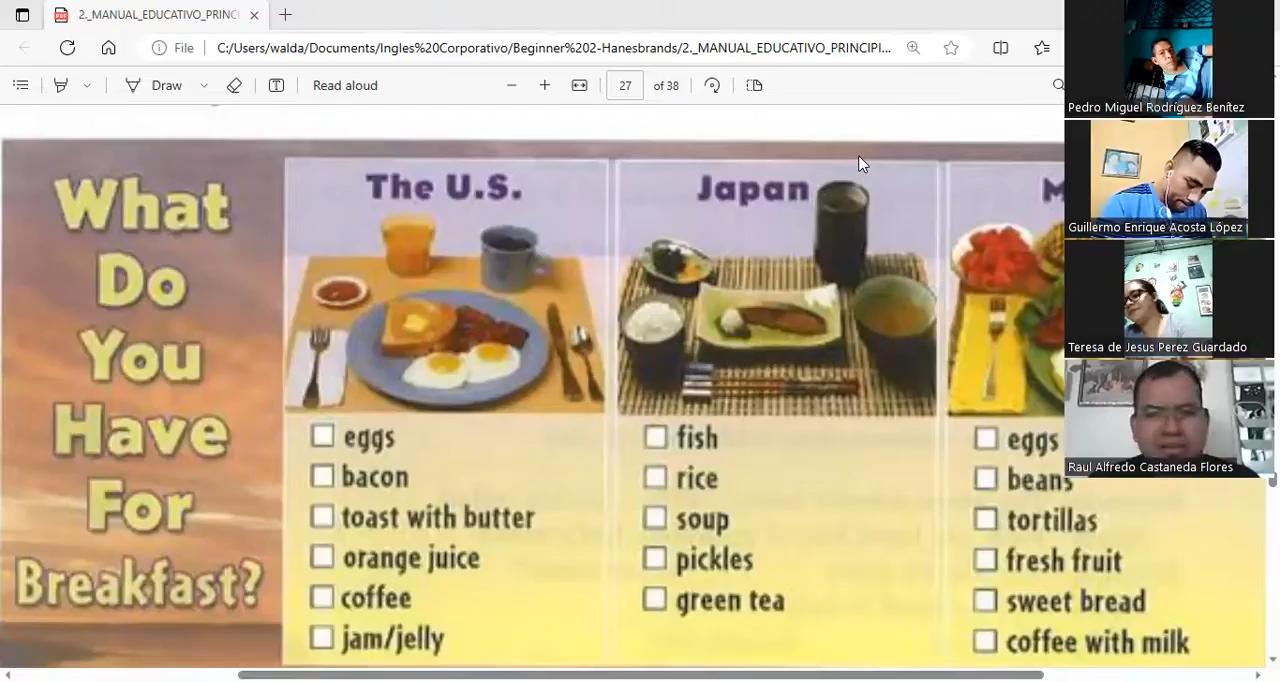 2._MANUAL_EDUCATIVO_PRINCI
File
C:/Users/walda/Documents/Ingles%20Corporativo/Beginner%202-Hanesbrands/2._MANUAL_EDUCATIVO_PRINCIPI...
Draw
Read aloud
27
of 38
What
Do
You
Have
For
Breakfast?
The U.S.
eggs
bacon
toast with butter
orange juice
coffee
jam/jelly
Japan
fish
rice
soup
pickles
green tea
M
eggs
beans
tortillas
fresh fruit
sweet bread
coffee with milk
Pedro Miguel Rodríguez Benítez
Guillermo Enrique Acosta López
Teresa de Jesus Perez Guardado
Raul Alfredo Castaneda Flores